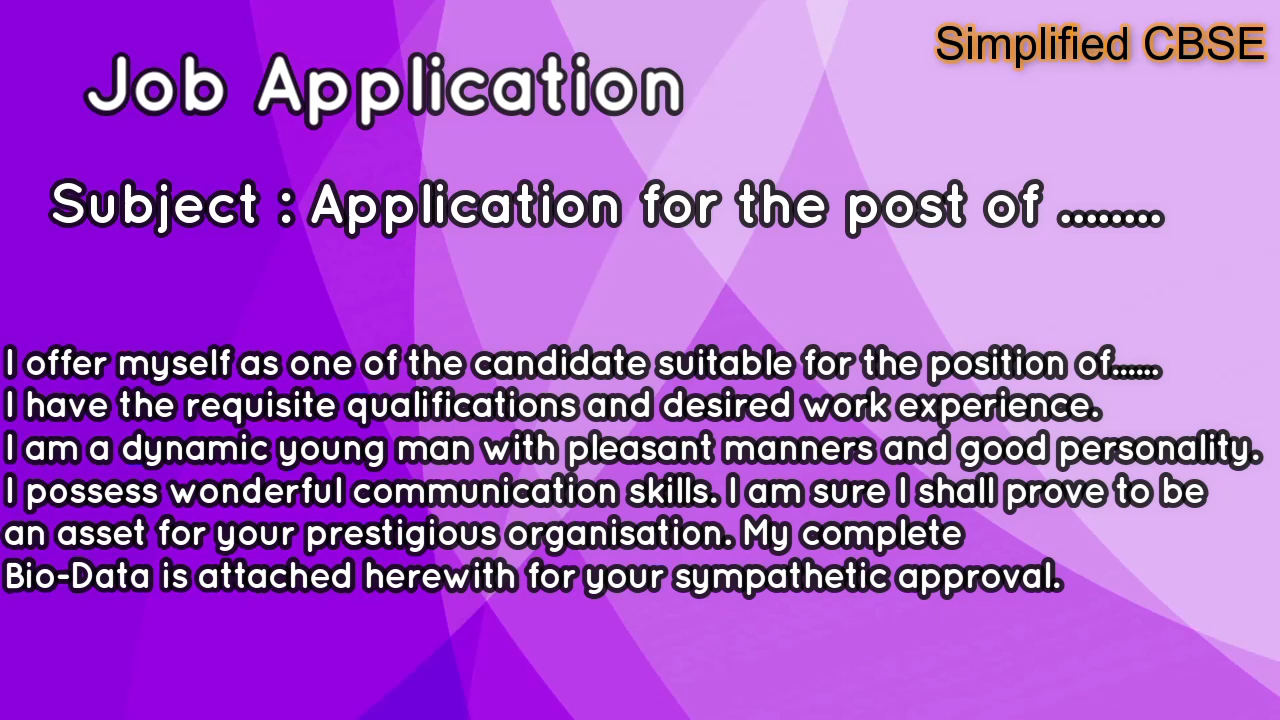 Simplified CBSE
Job Application
Subject : Application for the post of ........
I offer myself as one of the candidate suitable for the position of......
I have the requisite qualifications and desired work experience.
I am a dynamic young man with pleasant manners and good personality.
I possess wonderful communication skills. I am sure I shall prove to be
an asset for your prestigious organisation. My complete
Bio-Data is attached herewith for your sympathetic approval.